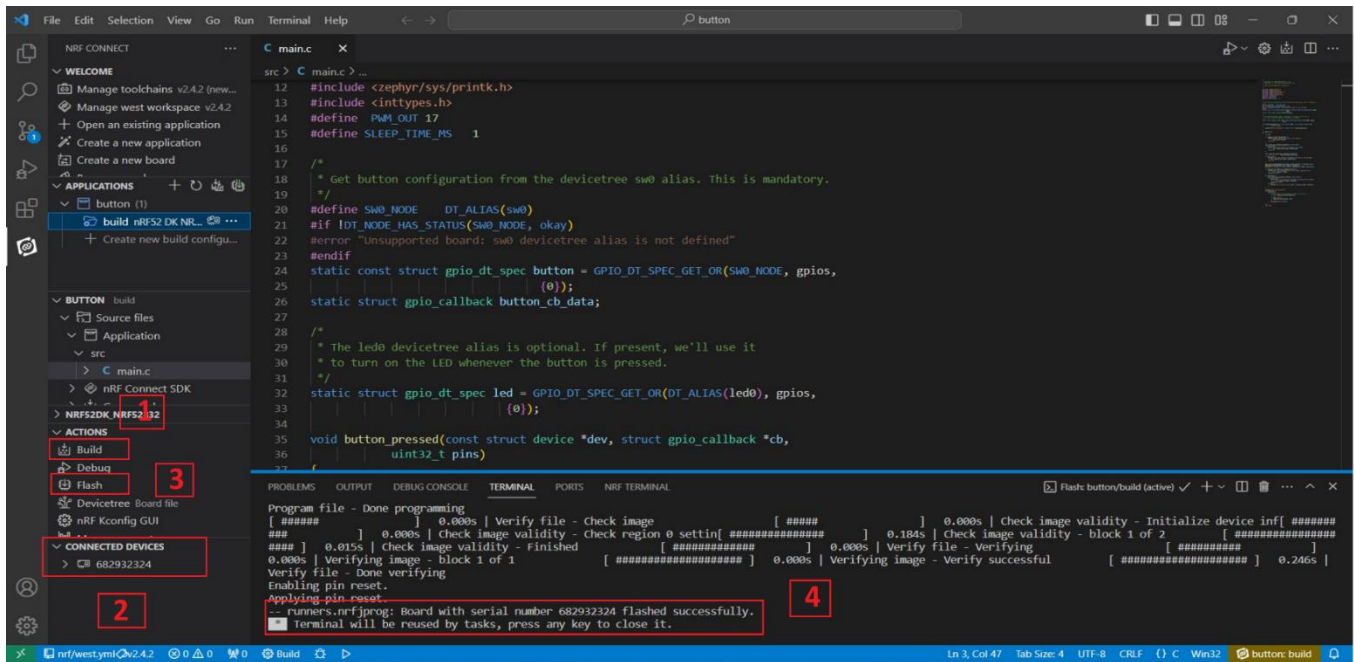 File Edit Selection View Go Run Terminal Help
button
NRF CONNECT
WELCOME
Manage toolchains v2.4.2 (new...
Manage west workspace v2.4.2
Open an existing application
Create a new application
Create a new board
APPLICATIONS
button (1)
build nRF52 DK NR...
Create new build configu...
BUTTON build
Source files
Application
src
C main.c
nRF Connect SDK
1
NRF52DK_NRF52832
ACTIONS
Build
Debug
3
Flash
Devicetree Board file
nRF Kconfig GUI
CONNECTED DEVICES
682932324
2
C main.c
src > C main.c > ...
12 #include <zephyr/sys/printk.h>
13 #include <inttypes.h>
14 #define PWM_OUT 17
15 #define SLEEP_TIME_MS 1
16
17 /*
18 * Get button configuration from the devicetree sw0 alias. This is mandatory.
19 */
20 #define SW0_NODE DT_ALIAS(sw0)
21 #if !DT_NODE_HAS_STATUS(SW0_NODE, okay)
22 #error "Unsupported board: sw0 devicetree alias is not defined"
23 #endif
24 static const struct gpio_dt_spec button = GPIO_DT_SPEC_GET_OR(SW0_NODE, gpios,
25 {0});
26 static struct gpio_callback button_cb_data;
27
28 /*
29 * The led0 devicetree alias is optional. If present, we'll use it
30 * to turn on the LED whenever the button is pressed.
31 */
32 static struct gpio_dt_spec led = GPIO_DT_SPEC_GET_OR(DT_ALIAS(led0), gpios,
33 {0});
34
35 void button_pressed(const struct device *dev, struct gpio_callback *cb,
36 uint32_t pins)
37 {
PROBLEMS OUTPUT DEBUG CONSOLE TERMINAL PORTS NRF TERMINAL
Flash: button/build (active)
Program file - Done programming
[ ###### ] 0.000s | Verify file - Check image [ ##### ] 0.000s | Check image validity - Initialize device inf[ #######
### ] 0.000s | Check image validity - Check region 0 settin[ ############### ] 0.184s | Check image validity - block 1 of 2 [ ################
#### ] 0.015s | Check image validity - Finished [ ############# ] 0.000s | Verify file - Verifying [ ########## ]
0.000s | Verifying image - block 1 of 1 [ #################### ] 0.000s | Verifying image - Verify successful [ #################### ] 0.246s |
Verify file - Done verifying
Enabling pin reset.
Applying pin reset.
-- runners.nrfjprog: Board with serial number 682932324 flashed successfully.
* Terminal will be reused by tasks, press any key to close it.
4
nrf/west.yml v2.4.2 0 0 0 Build
Ln 3, Col 47 Tab Size: 4 UTF-8 CRLF {} C Win32 button: build